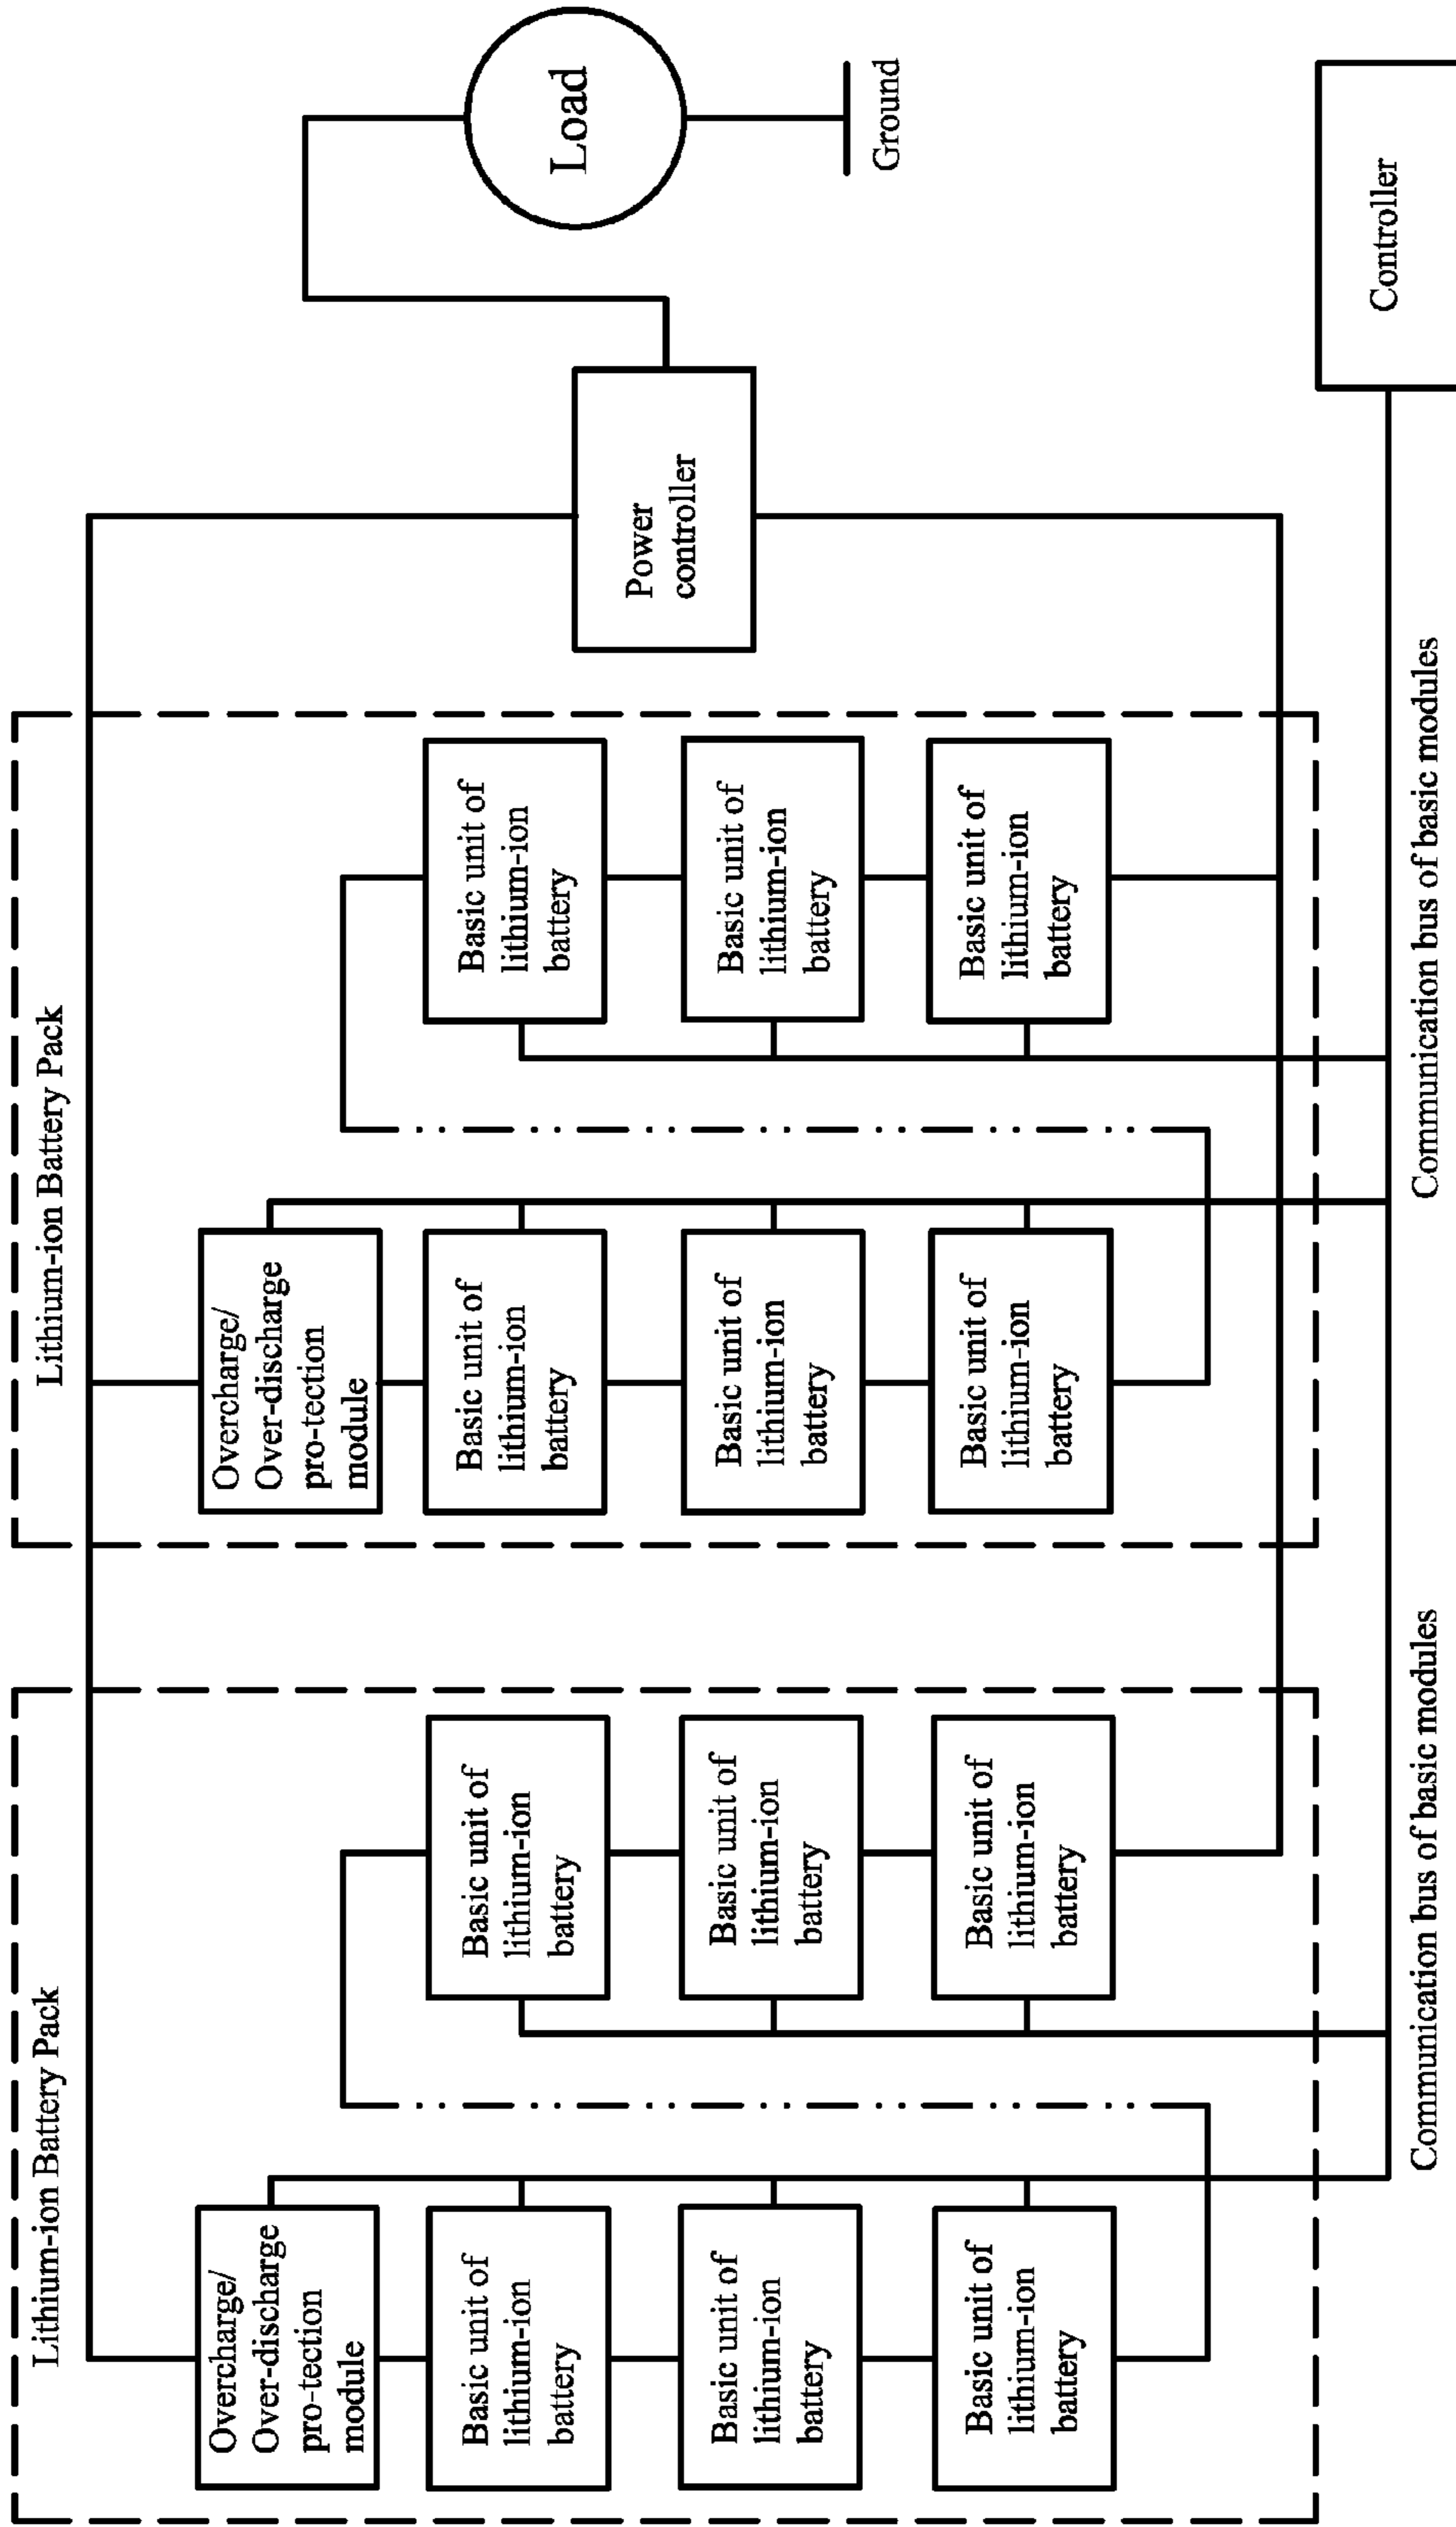 Lithium-ion Battery Pack
Overcharge/
Over-discharge
pro-tection
module
Basic unit of
lithium-ion
battery
Basic unit of
lithium-ion
battery
Basic unit of
lithium-ion
battery
Basic unit of
lithium-ion
battery
Basic unit of
lithium-ion
battery
Basic unit of
lithium-ion
battery
Lithium-ion Battery Pack
Overcharge/
Over-discharge
pro-tection
module
Basic unit of
lithium-ion
battery
Basic unit of
lithium-ion
battery
Basic unit of
lithium-ion
battery
Basic unit of
lithium-ion
battery
Basic unit of
lithium-ion
battery
Basic unit of
lithium-ion
battery
Power
controller
Load
Ground
Controller
Communication bus of basic modules
Communication bus of basic modules